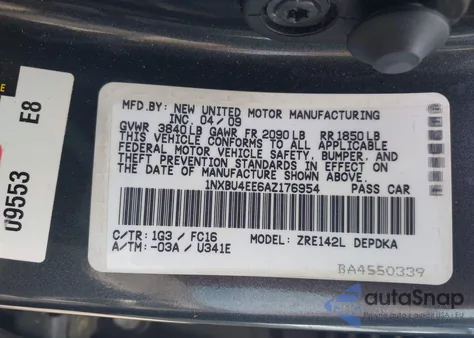 MFD.BY: NEW UNITED MOTOR MANUFACTURING
INC. 04/09
GVWR 3840LB GAWR FR 2090LB RR1850LB
THIS VEHICLE CONFORMS TO ALL APPLICABLE
FEDERAL MOTOR VEHICLE SAFETY, BUMPER, AND
THEFT PREVENTION STANDARDS IN EFFECT ON
THE DATE OF MANUFACTURE SHOWN ABOVE.
1NXBU4EE6AZ176954 PASS CAR
C/TR: 1G3 / FC16 MODEL: ZRE142L DEPDKA
A/TM: -03A / U341E
BA4550339
09553 E8
autoSnap